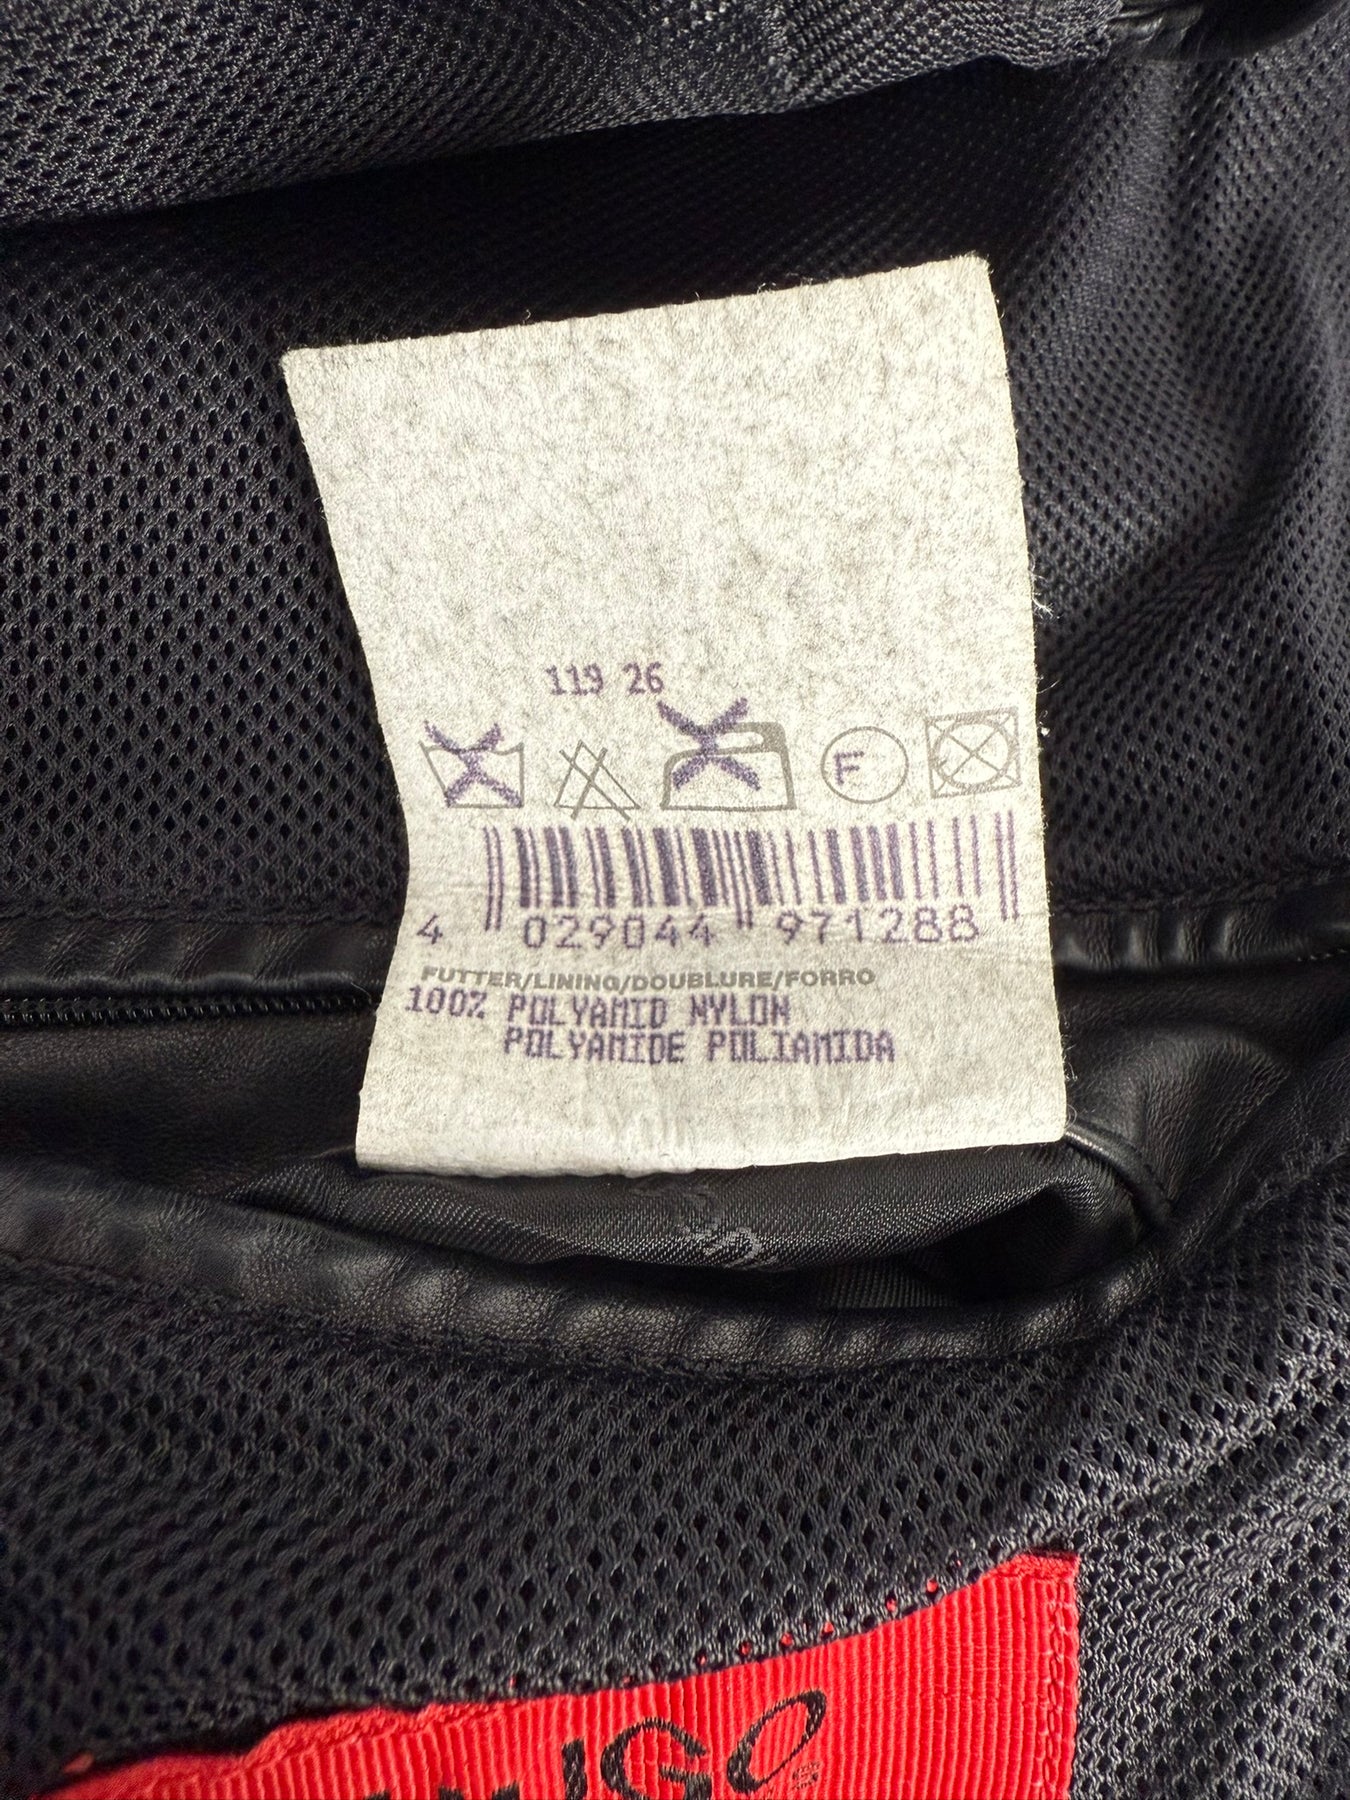 119 26
F
4 029044 971288
FUTTER/LINING/DOUBLURE/FORRO
100% POLYAMID NYLON
POLYAMIDE POLIAMIDA